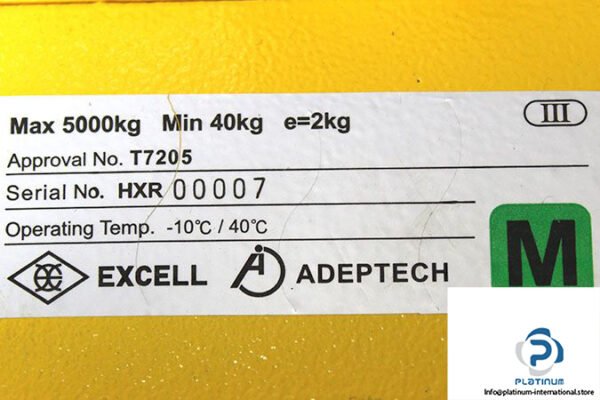 Max 5000kg Min 40kg e=2kg III
Approval No. T7205
Serial No. HXR 00007
Operating Temp. -10℃ / 40℃
EXCELL ADEPTECH M
PLATINUM
Info@platinum-international.store